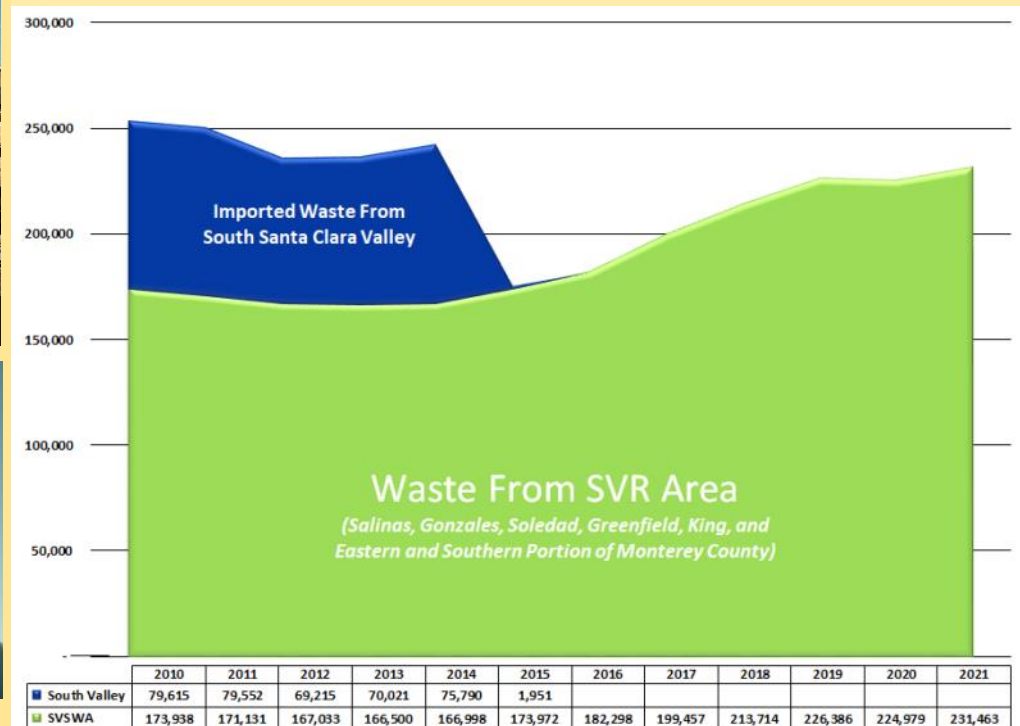 300,000
250,000
200,000
150,000
100,000
50,000
-
Imported Waste From
South Santa Clara Valley
Waste From SVR Area
(Salinas, Gonzales, Soledad, Greenfield, King, and
Eastern and Southern Portion of Monterey County)
2010 2011 2012 2013 2014 2015 2016 2017 2018 2019 2020 2021
South Valley 79,615 79,552 69,215 70,021 75,790 1,951
SVSWA 173,938 171,131 167,033 166,500 166,998 173,972 182,298 199,457 213,714 226,386 224,979 231,463